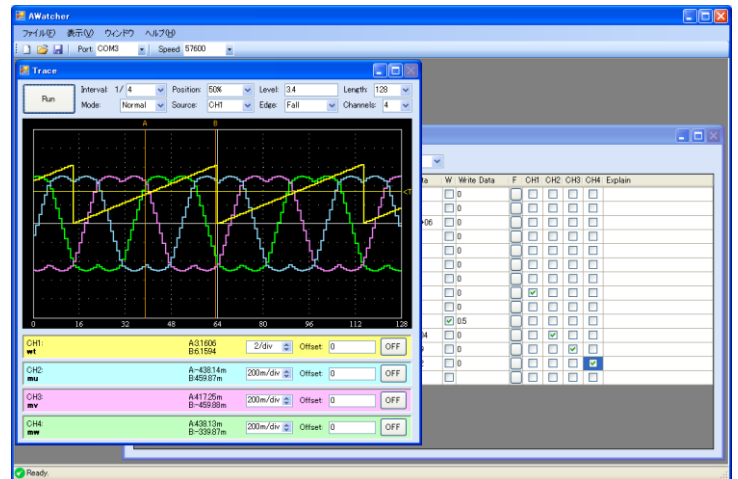 AWatcher
ファイル(F) 表示(V) ウィンドウ ヘルプ(H)
Port: COM3 Speed: 57600
Trace
Run
Interval: 1/ 4 Position: 50% Level: 3.4 Length: 128
Mode: Normal Source: CH1 Edge: Fall Channels: 4
A B
<T
0 16 32 48 64 80 96 112 128
CH1: A:3.1606 2/div Offset: 0 OFF
wt B:6.1594
CH2: A:-438.14m 200m/div Offset: 0 OFF
mu B:459.87m
CH3: A:417.25m 200m/div Offset: 0 OFF
mv B:-459.88m
CH4: A:438.13m 200m/div Offset: 0 OFF
mw B:-339.87m
W Write Data F CH1 CH2 CH3 CH4 Explain
0
0
0
0
0
0
0
0
0
0.5
0
0
0
Ready.